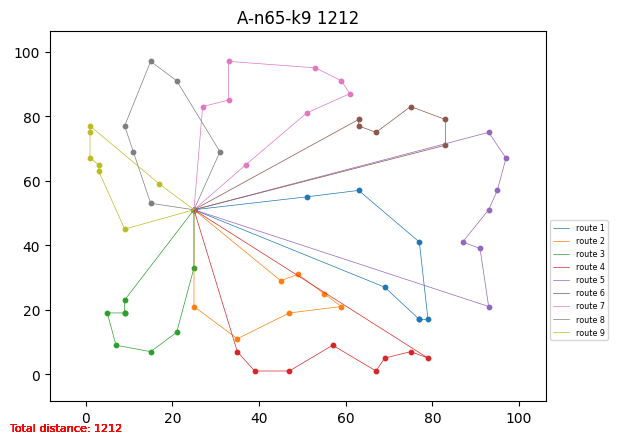 A-n65-k9 1212
100
80
60
40
20
0
0 20 40 60 80 100
route 1
route 2
route 3
route 4
route 5
route 6
route 7
route 8
route 9
Total distance: 1212